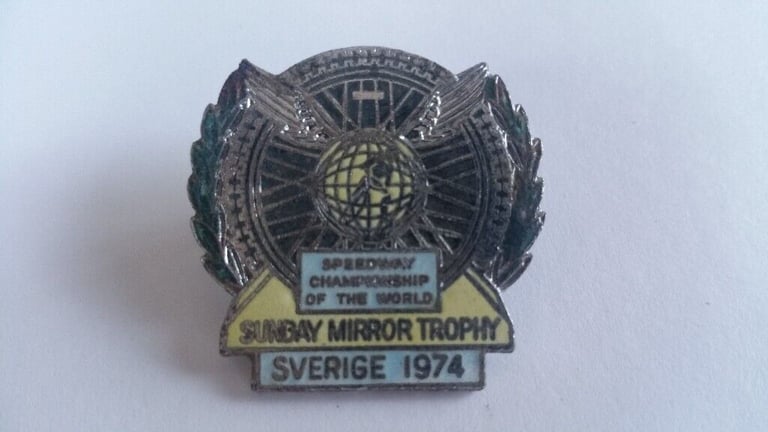 SPEEDWAY
CHAMPIONSHIP
OF THE WORLD
SUNDAY MIRROR TROPHY
SVERIGE 1974